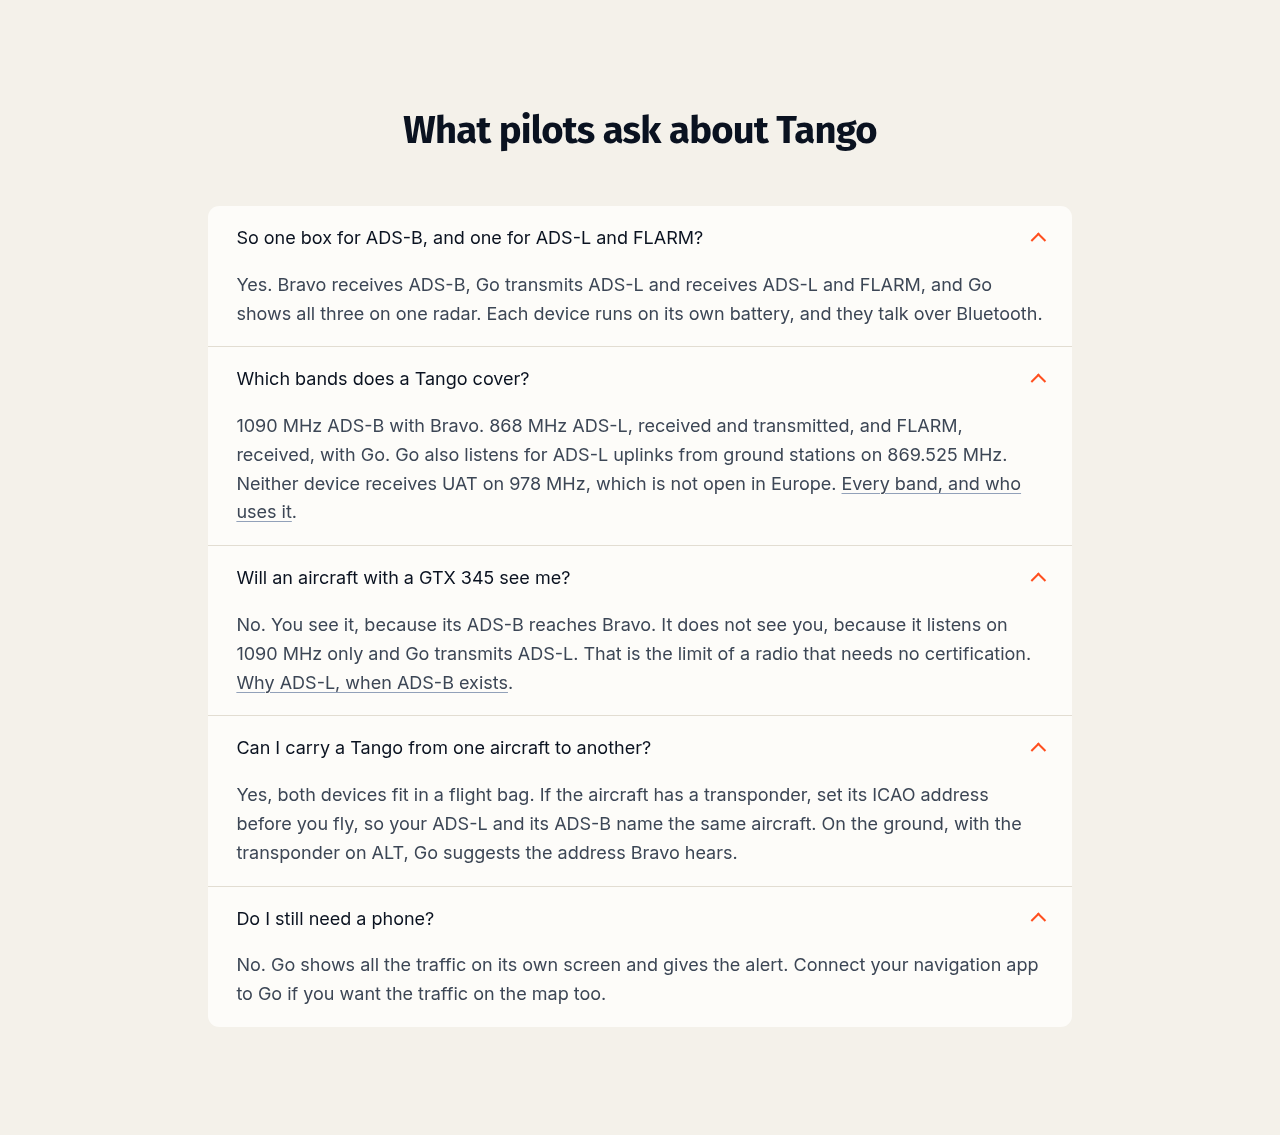 What pilots ask about Tango
So one box for ADS-B, and one for ADS-L and FLARM?
Yes. Bravo receives ADS-B, Go transmits ADS-L and receives ADS-L and FLARM, and Go
shows all three on one radar. Each device runs on its own battery, and they talk over Bluetooth.
Which bands does a Tango cover?
1090 MHz ADS-B with Bravo. 868 MHz ADS-L, received and transmitted, and FLARM,
received, with Go. Go also listens for ADS-L uplinks from ground stations on 869.525 MHz.
Neither device receives UAT on 978 MHz, which is not open in Europe. Every band, and who
uses it.
Will an aircraft with a GTX 345 see me?
No. You see it, because its ADS-B reaches Bravo. It does not see you, because it listens on
1090 MHz only and Go transmits ADS-L. That is the limit of a radio that needs no certification.
Why ADS-L, when ADS-B exists.
Can I carry a Tango from one aircraft to another?
Yes, both devices fit in a flight bag. If the aircraft has a transponder, set its ICAO address
before you fly, so your ADS-L and its ADS-B name the same aircraft. On the ground, with the
transponder on ALT, Go suggests the address Bravo hears.
Do I still need a phone?
No. Go shows all the traffic on its own screen and gives the alert. Connect your navigation app
to Go if you want the traffic on the map too.